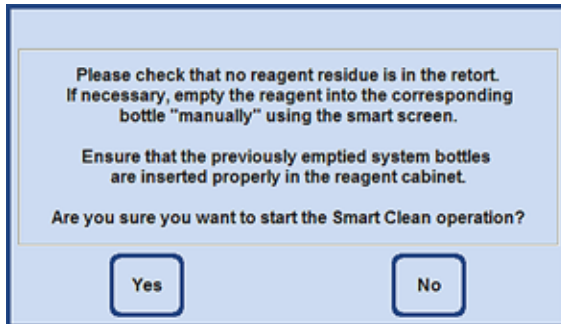 Please check that no reagent residue is in the retort.
If necessary, empty the reagent into the corresponding
bottle "manually" using the smart screen.
Ensure that the previously emptied system bottles
are inserted properly in the reagent cabinet.
Are you sure you want to start the Smart Clean operation?
Yes
No